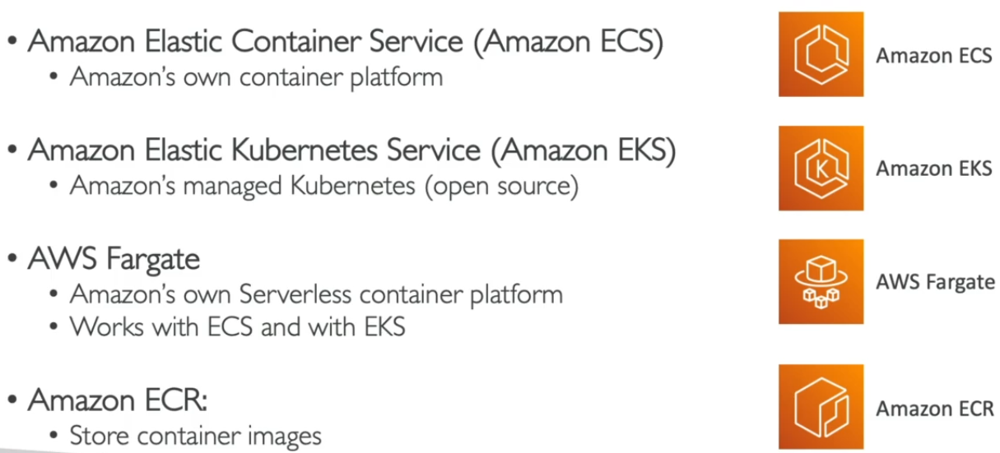 • Amazon Elastic Container Service (Amazon ECS)
• Amazon's own container platform
Amazon ECS
• Amazon Elastic Kubernetes Service (Amazon EKS)
• Amazon's managed Kubernetes (open source)
K
Amazon EKS
• AWS Fargate
• Amazon's own Serverless container platform
• Works with ECS and with EKS
AWS Fargate
• Amazon ECR:
• Store container images
Amazon ECR